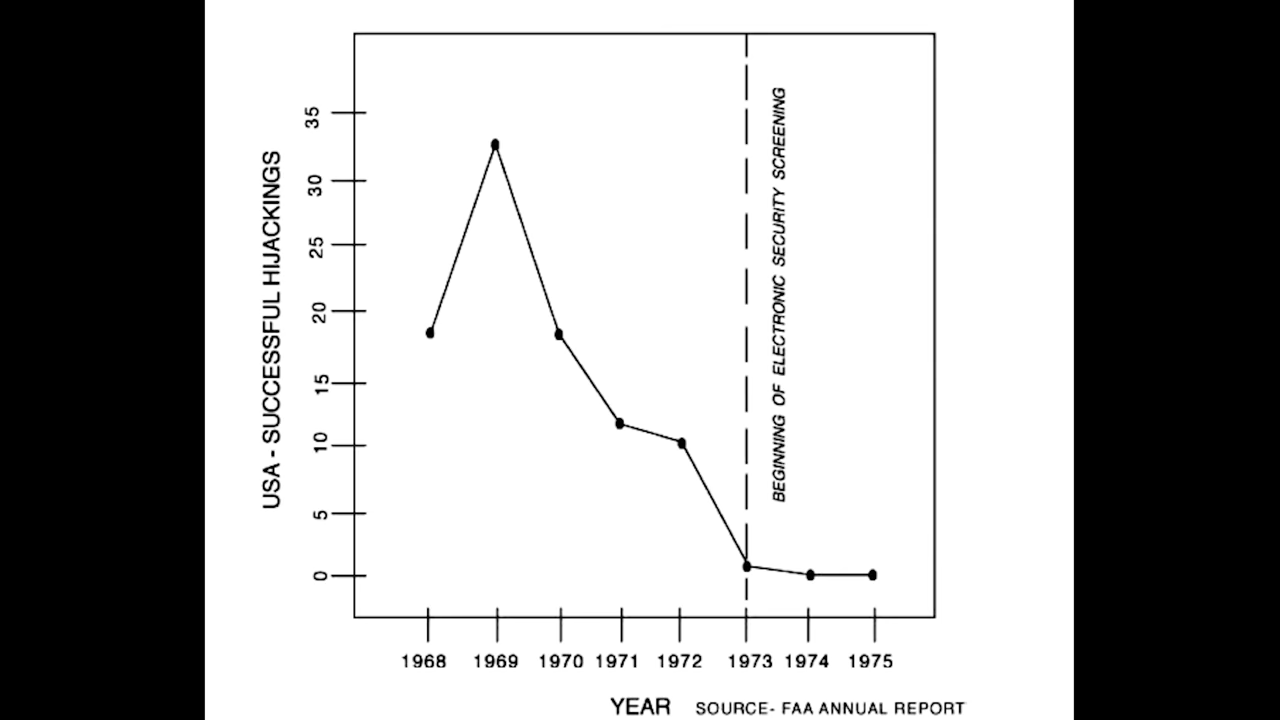 USA - SUCCESSFUL HIJACKINGS
35
30
25
20
15
10
5
0
BEGINNING OF ELECTRONIC SECURITY SCREENING
1968 1969 1970 1971 1972 1973 1974 1975
YEAR SOURCE- FAA ANNUAL REPORT